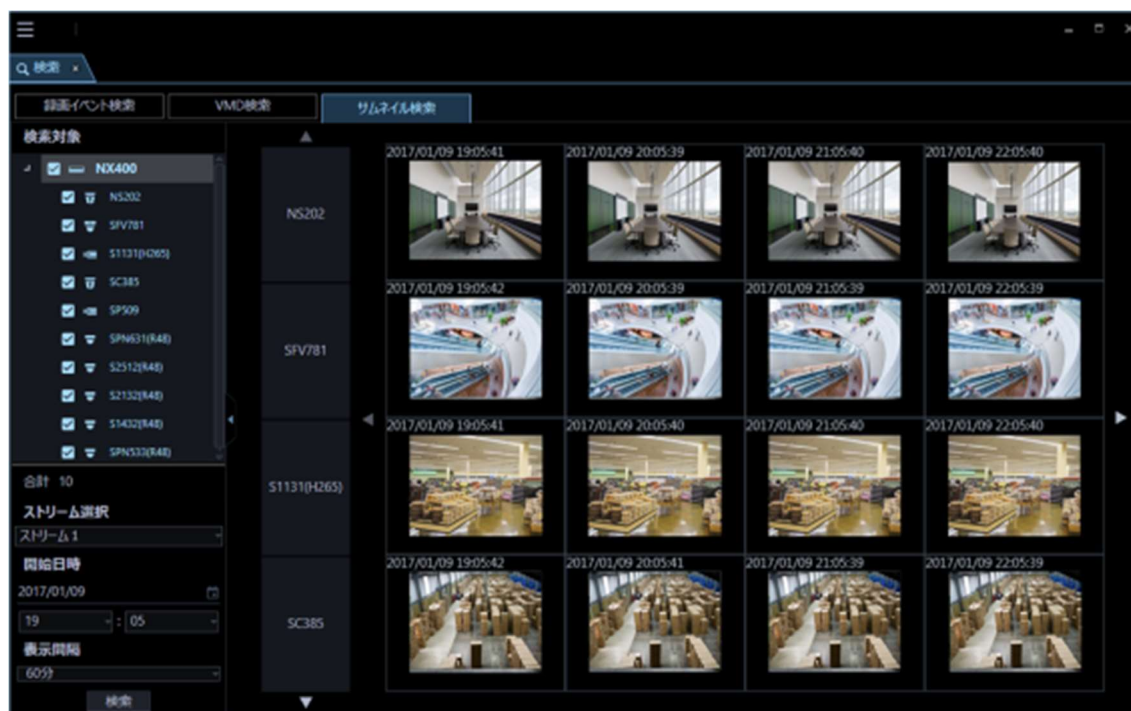 検索 ×
録画イベント検索 VMD検索 サムネイル検索
検索対象
NX400
NS202
SFV781
S1131(H265)
SC385
SP509
SPN631(R48)
S2512(R48)
S2132(R48)
S1432(R48)
SPN533(R48)
合計 10
ストリーム選択
ストリーム 1
開始日時
2017/01/09
19 : 05
表示間隔
60分
検索
NS202
2017/01/09 19:05:41 2017/01/09 20:05:39 2017/01/09 21:05:40 2017/01/09 22:05:40
SFV781
2017/01/09 19:05:42 2017/01/09 20:05:39 2017/01/09 21:05:39 2017/01/09 22:05:39
S1131(H265)
2017/01/09 19:05:41 2017/01/09 20:05:40 2017/01/09 21:05:40 2017/01/09 22:05:40
SC385
2017/01/09 19:05:42 2017/01/09 20:05:41 2017/01/09 21:05:39 2017/01/09 22:05:39